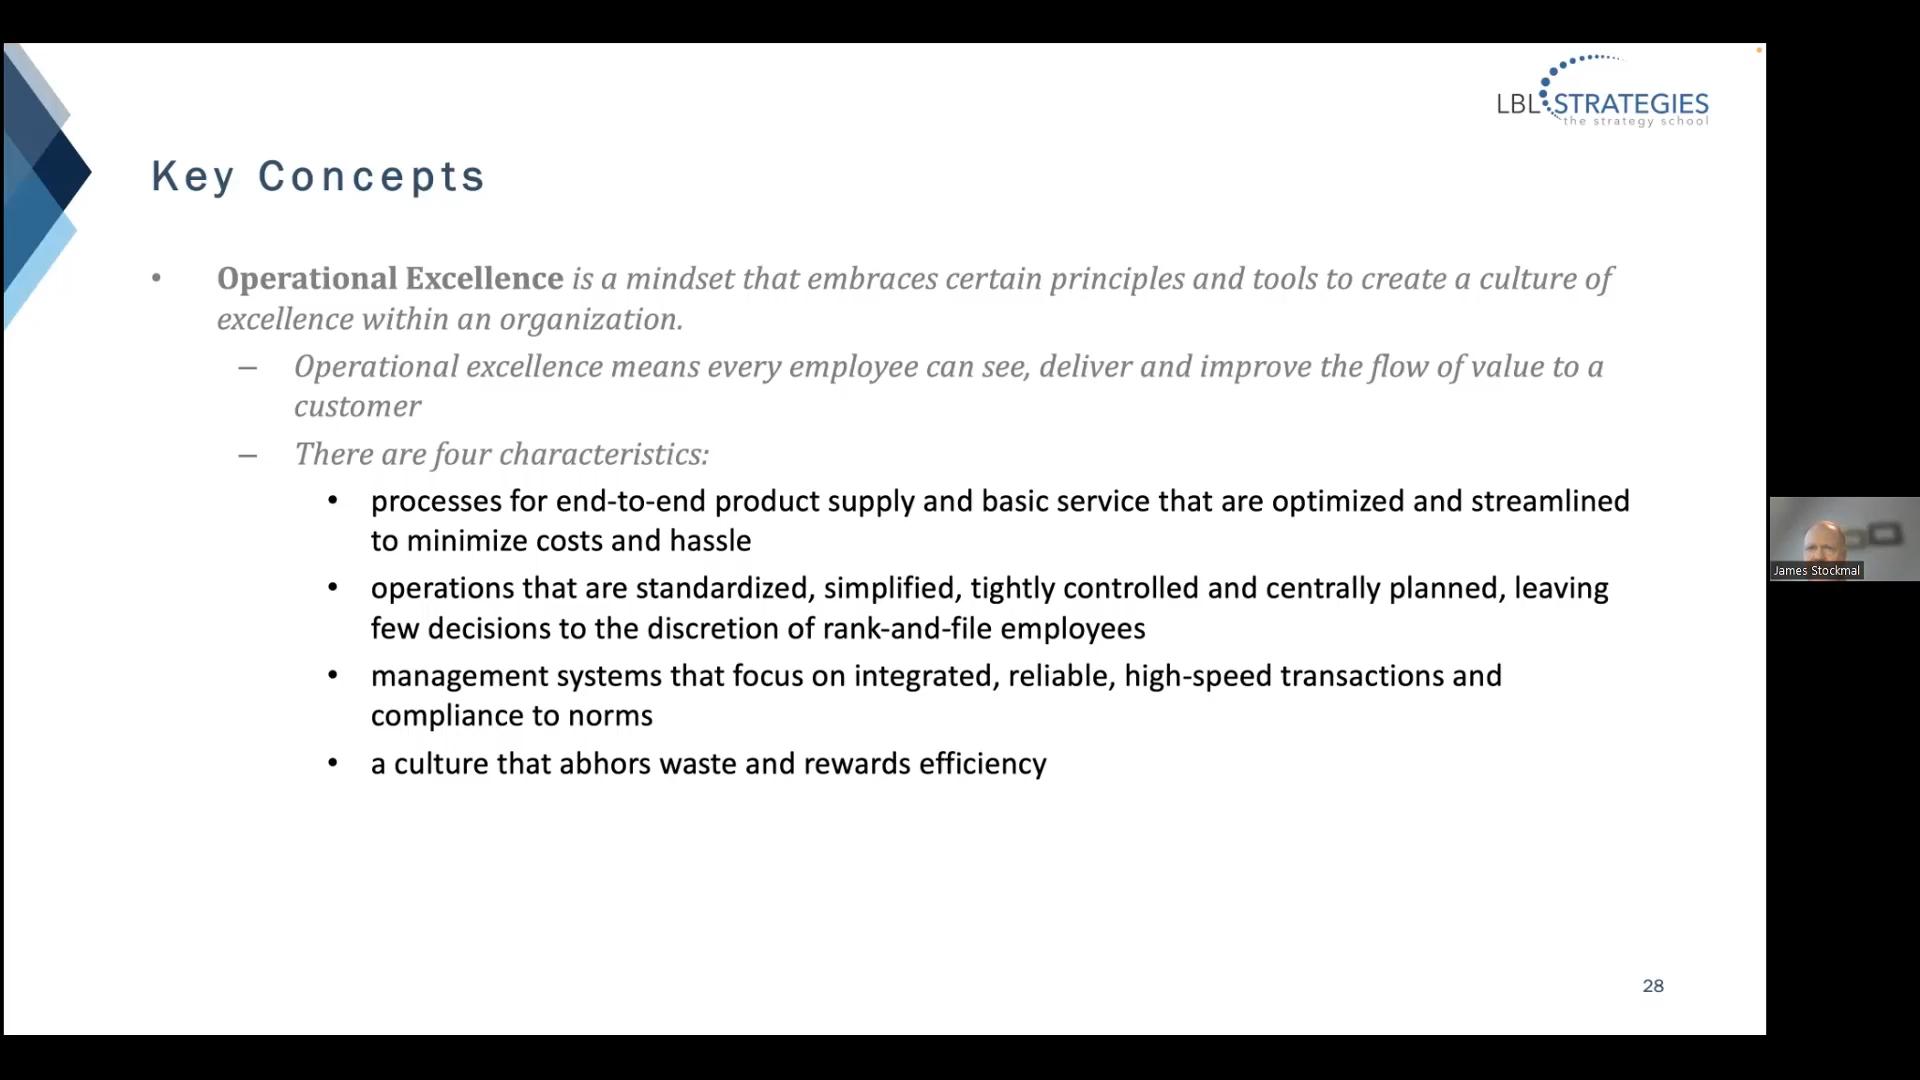 LBL STRATEGIES
the strategy school
Key Concepts
• Operational Excellence is a mindset that embraces certain principles and tools to create a culture of
excellence within an organization.
– Operational excellence means every employee can see, deliver and improve the flow of value to a
customer
– There are four characteristics:
• processes for end-to-end product supply and basic service that are optimized and streamlined
to minimize costs and hassle
• operations that are standardized, simplified, tightly controlled and centrally planned, leaving
few decisions to the discretion of rank-and-file employees
• management systems that focus on integrated, reliable, high-speed transactions and
compliance to norms
• a culture that abhors waste and rewards efficiency
James Stockmal
28